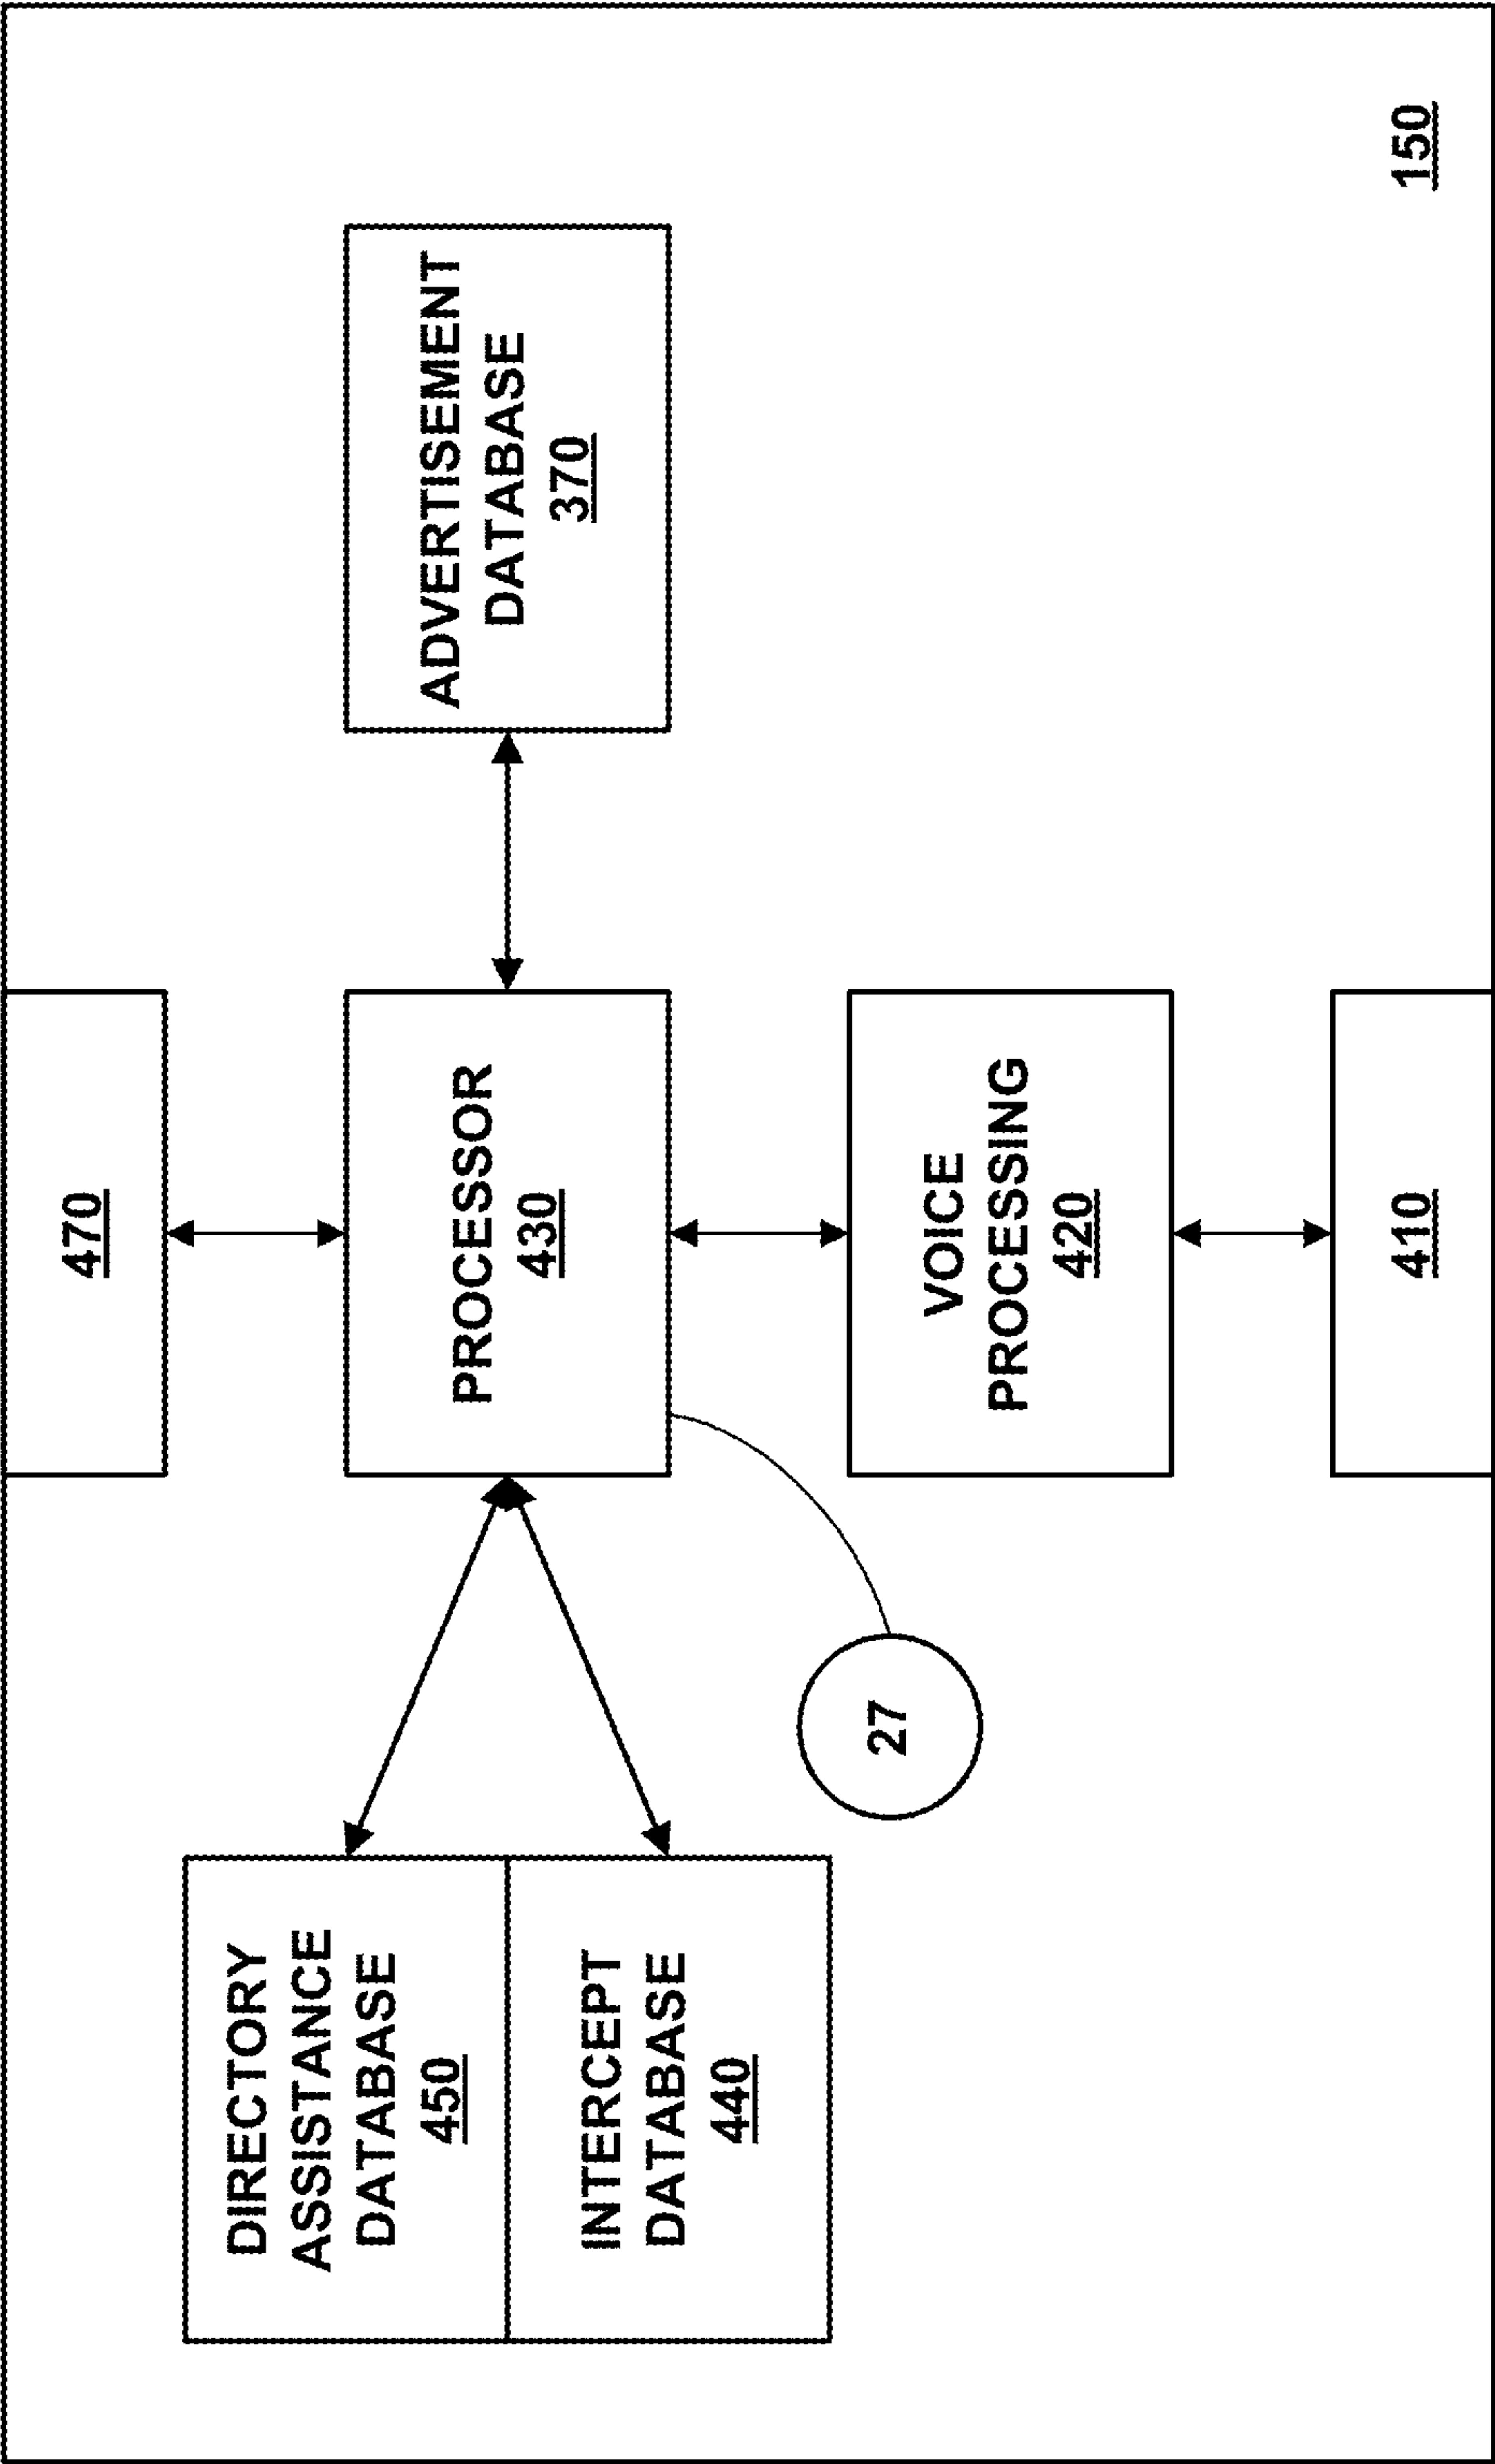 470
DIRECTORY
ASSISTANCE
DATABASE
450
INTERCEPT
DATABASE
440
PROCESSOR
430
ADVERTISEMENT
DATABASE
370
27
VOICE
PROCESSING
420
410
150